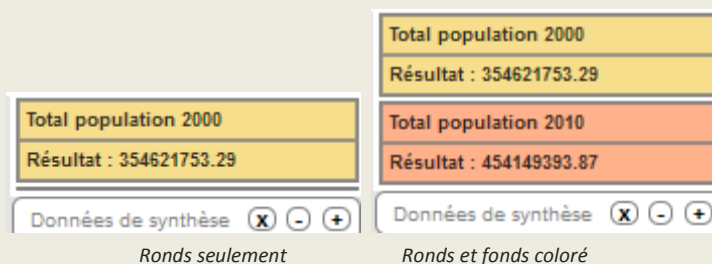 Total population 2000
Résultat : 354621753.29
Données de synthèse x - +
Ronds seulement
Total population 2000
Résultat : 354621753.29
Total population 2010
Résultat : 454149393.87
Données de synthèse x - +
Ronds et fonds coloré